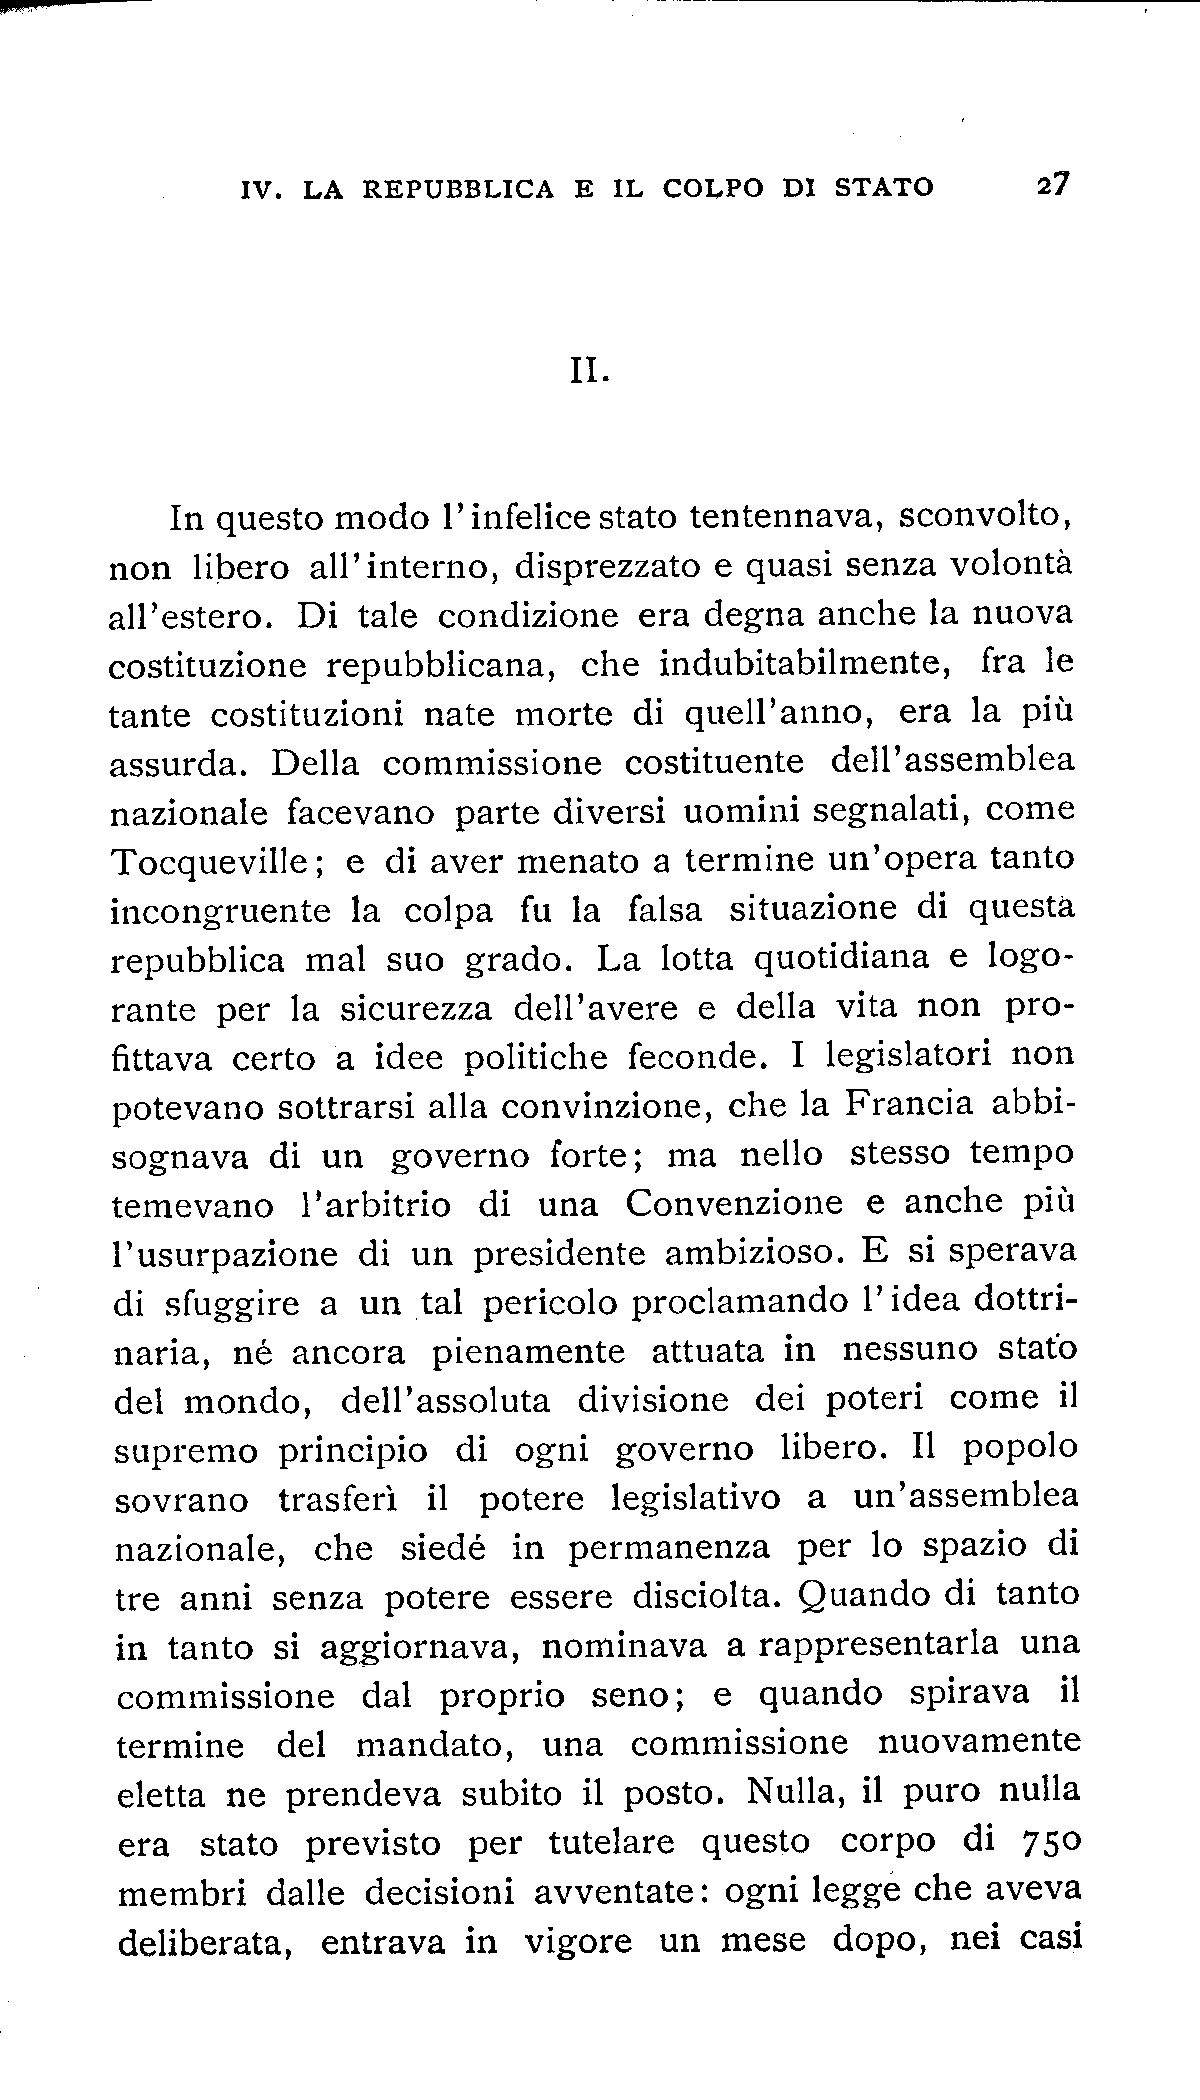 IV. LA REPUBBLICA E IL COLPO DI STATO 27
II.
In questo modo l'infelice stato tentennava, sconvolto,
non libero all'interno, disprezzato e quasi senza volontà
all'estero. Di tale condizione era degna anche la nuova
costituzione repubblicana, che indubitabilmente, fra le
tante costituzioni nate morte di quell'anno, era la più
assurda. Della commissione costituente dell'assemblea
nazionale facevano parte diversi uomini segnalati, come
Tocqueville; e di aver menato a termine un'opera tanto
incongruente la colpa fu la falsa situazione di questa
repubblica mal suo grado. La lotta quotidiana e logo-
rante per la sicurezza dell'avere e della vita non pro-
fittava certo a idee politiche feconde. I legislatori non
potevano sottrarsi alla convinzione, che la Francia abbi-
sognava di un governo forte; ma nello stesso tempo
temevano l'arbitrio di una Convenzione e anche più
l'usurpazione di un presidente ambizioso. E si sperava
di sfuggire a un tal pericolo proclamando l'idea dottri-
naria, né ancora pienamente attuata in nessuno stato
del mondo, dell'assoluta divisione dei poteri come il
supremo principio di ogni governo libero. Il popolo
sovrano trasferì il potere legislativo a un'assemblea
nazionale, che siedé in permanenza per lo spazio di
tre anni senza potere essere disciolta. Quando di tanto
in tanto si aggiornava, nominava a rappresentarla una
commissione dal proprio seno; e quando spirava il
termine del mandato, una commissione nuovamente
eletta ne prendeva subito il posto. Nulla, il puro nulla
era stato previsto per tutelare questo corpo di 750
membri dalle decisioni avventate: ogni legge che aveva
deliberata, entrava in vigore un mese dopo, nei casi